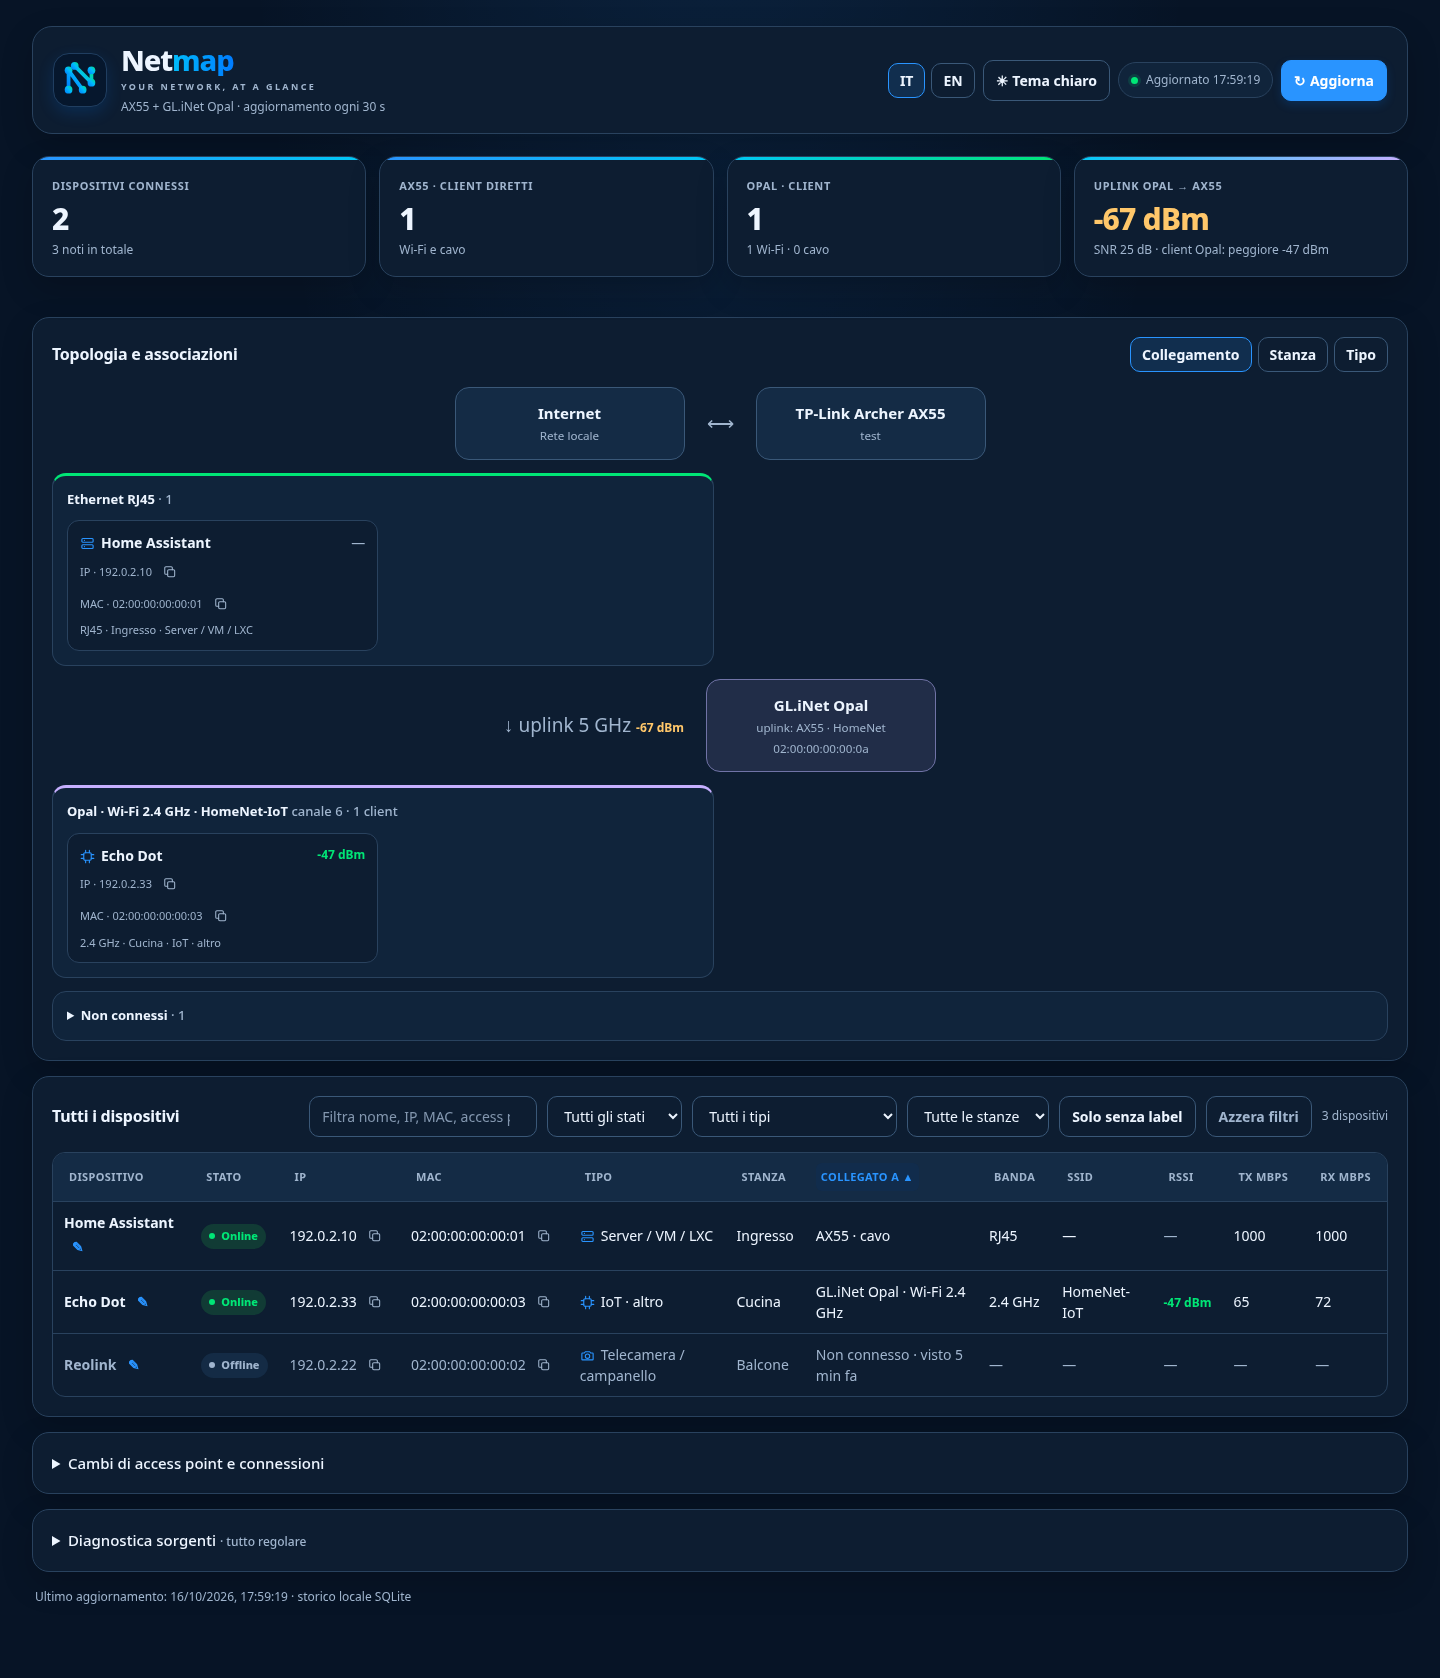 Netmap
YOUR NETWORK, AT A GLANCE
AX55 + GL.iNet Opal · aggiornamento ogni 30 s
IT
EN
☀ Tema chiaro
Aggiornato 17:59:19
↻ Aggiorna
DISPOSITIVI CONNESSI
2
3 noti in totale
AX55 · CLIENT DIRETTI
1
Wi-Fi e cavo
OPAL · CLIENT
1
1 Wi-Fi · 0 cavo
UPLINK OPAL → AX55
-67 dBm
SNR 25 dB · client Opal: peggiore -47 dBm
Topologia e associazioni
Collegamento
Stanza
Tipo
Internet
Rete locale
⟷
TP-Link Archer AX55
test
Ethernet RJ45 · 1
Home Assistant —
IP · 192.0.2.10
MAC · 02:00:00:00:00:01
RJ45 · Ingresso · Server / VM / LXC
↓ uplink 5 GHz -67 dBm
GL.iNet Opal
uplink: AX55 · HomeNet
02:00:00:00:00:0a
Opal · Wi-Fi 2.4 GHz · HomeNet-IoT canale 6 · 1 client
Echo Dot -47 dBm
IP · 192.0.2.33
MAC · 02:00:00:00:00:03
2.4 GHz · Cucina · IoT · altro
▶ Non connessi · 1
Tutti i dispositivi
Filtra nome, IP, MAC, access
Tutti gli stati
Tutti i tipi
Tutte le stanze
Solo senza label
Azzera filtri
3 dispositivi
DISPOSITIVO STATO IP MAC TIPO STANZA COLLEGATO A ▲ BANDA SSID RSSI TX MBPS RX MBPS
Home Assistant ✎ Online 192.0.2.10 02:00:00:00:00:01 Server / VM / LXC Ingresso AX55 · cavo RJ45 — — 1000 1000
Echo Dot ✎ Online 192.0.2.33 02:00:00:00:00:03 IoT · altro Cucina GL.iNet Opal · Wi-Fi 2.4 GHz 2.4 GHz HomeNet-IoT -47 dBm 65 72
Reolink ✎ Offline 192.0.2.22 02:00:00:00:00:02 Telecamera / campanello Balcone Non connesso · visto 5 min fa — — — — —
▶ Cambi di access point e connessioni
▶ Diagnostica sorgenti · tutto regolare
Ultimo aggiornamento: 16/10/2026, 17:59:19 · storico locale SQLite